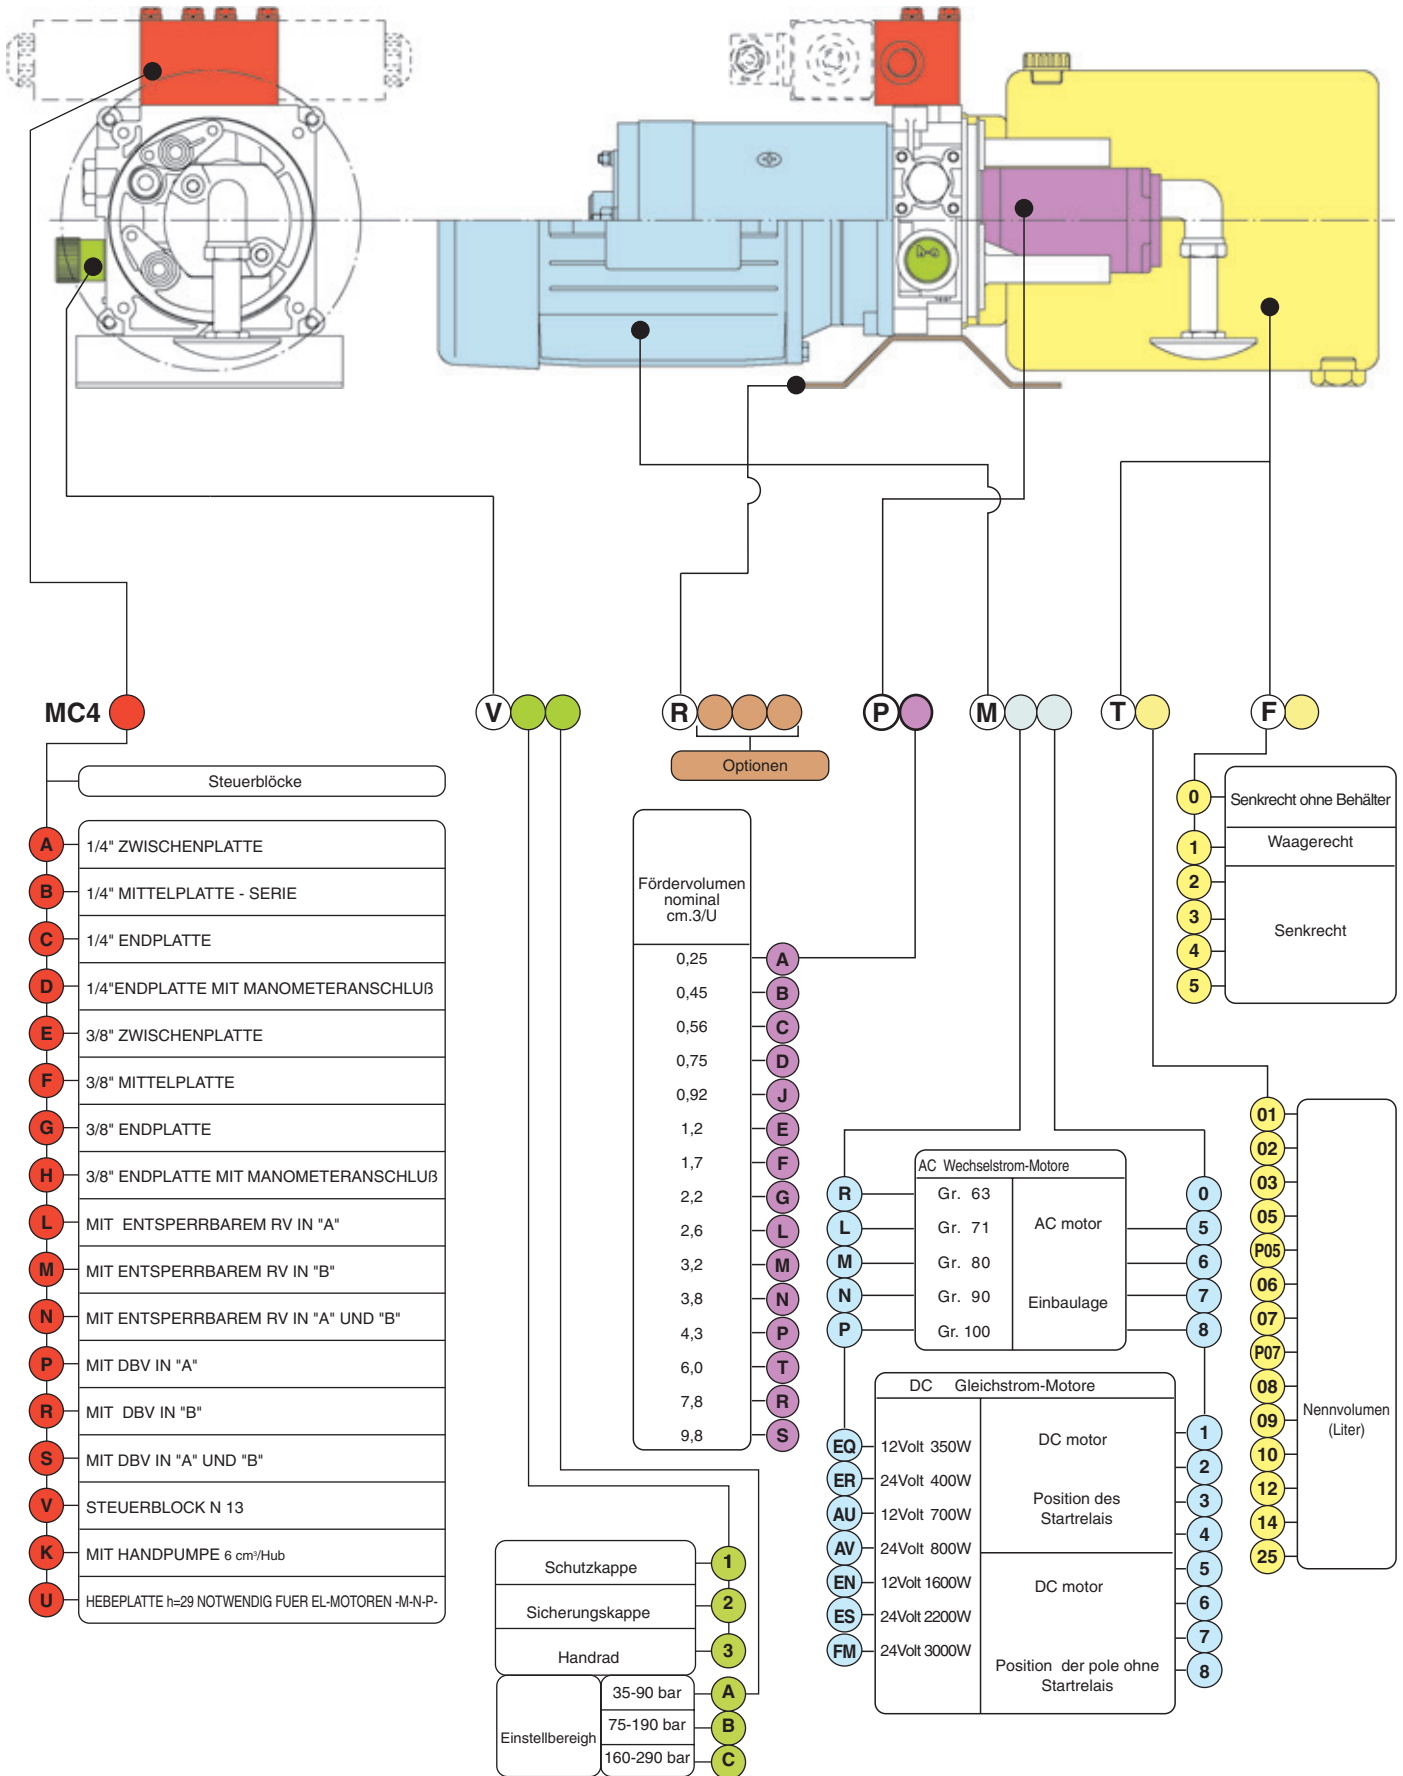 MC4
V
R
P
M
T
F
Optionen
Steuerblöcke
A 1/4" ZWISCHENPLATTE
B 1/4" MITTELPLATTE - SERIE
C 1/4" ENDPLATTE
D 1/4"ENDPLATTE MIT MANOMETERANSCHLUß
E 3/8" ZWISCHENPLATTE
F 3/8" MITTELPLATTE
G 3/8" ENDPLATTE
H 3/8" ENDPLATTE MIT MANOMETERANSCHLUß
L MIT ENTSPERRBAREM RV IN "A"
M MIT ENTSPERRBAREM RV IN "B"
N MIT ENTSPERRBAREM RV IN "A" UND "B"
P MIT DBV IN "A"
R MIT DBV IN "B"
S MIT DBV IN "A" UND "B"
V STEUERBLOCK N 13
K MIT HANDPUMPE 6 cm³/Hub
U HEBEPLATTE h=29 NOTWENDIG FUER EL-MOTOREN -M-N-P-
Schutzkappe 1
Sicherungskappe 2
Handrad 3
Einstellbereigh
35-90 bar A
75-190 bar B
160-290 bar C
Fördervolumen
nominal
cm.3/U
0,25 A
0,45 B
0,56 C
0,75 D
0,92 J
1,2 E
1,7 F
2,2 G
2,6 L
3,2 M
3,8 N
4,3 P
6,0 T
7,8 R
9,8 S
AC Wechselstrom-Motore
R Gr. 63
L Gr. 71
M Gr. 80
N Gr. 90
P Gr. 100
AC motor
Einbaulage
0
5
6
7
8
DC Gleichstrom-Motore
EQ 12Volt 350W
ER 24Volt 400W
AU 12Volt 700W
AV 24Volt 800W
EN 12Volt 1600W
ES 24Volt 2200W
FM 24Volt 3000W
DC motor
Position des
Startrelais
1
2
3
4
DC motor
Position der pole ohne
Startrelais
5
6
7
8
0 Senkrecht ohne Behälter
1 Waagerecht
2
3
4
5
Senkrecht
01
02
03
05
P05
06
07
P07
08
09
10
12
14
25
Nennvolumen
(Liter)